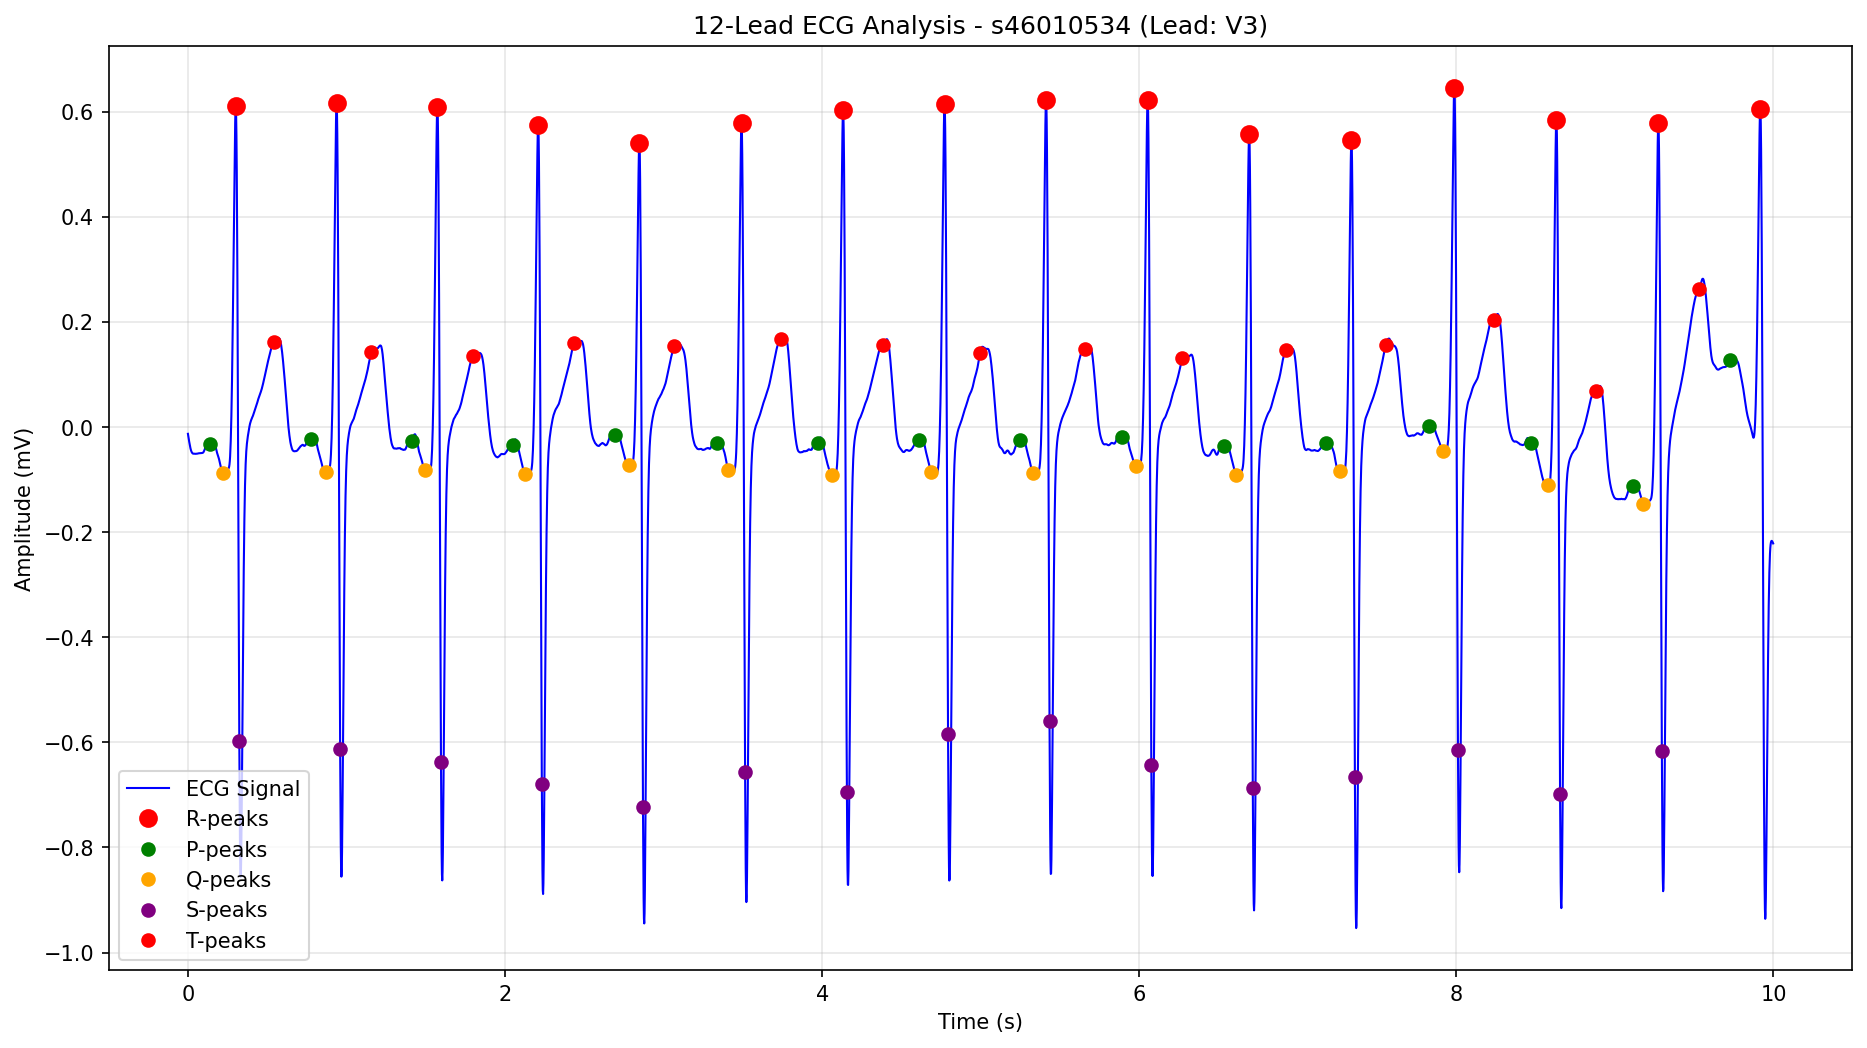 12-Lead ECG Analysis - s46010534 (Lead: V3)
Amplitude (mV)
0.6
0.4
0.2
0.0
−0.2
−0.4
−0.6
−0.8
−1.0
ECG Signal
R-peaks
P-peaks
Q-peaks
S-peaks
T-peaks
0 2 4 6 8 10
Time (s)